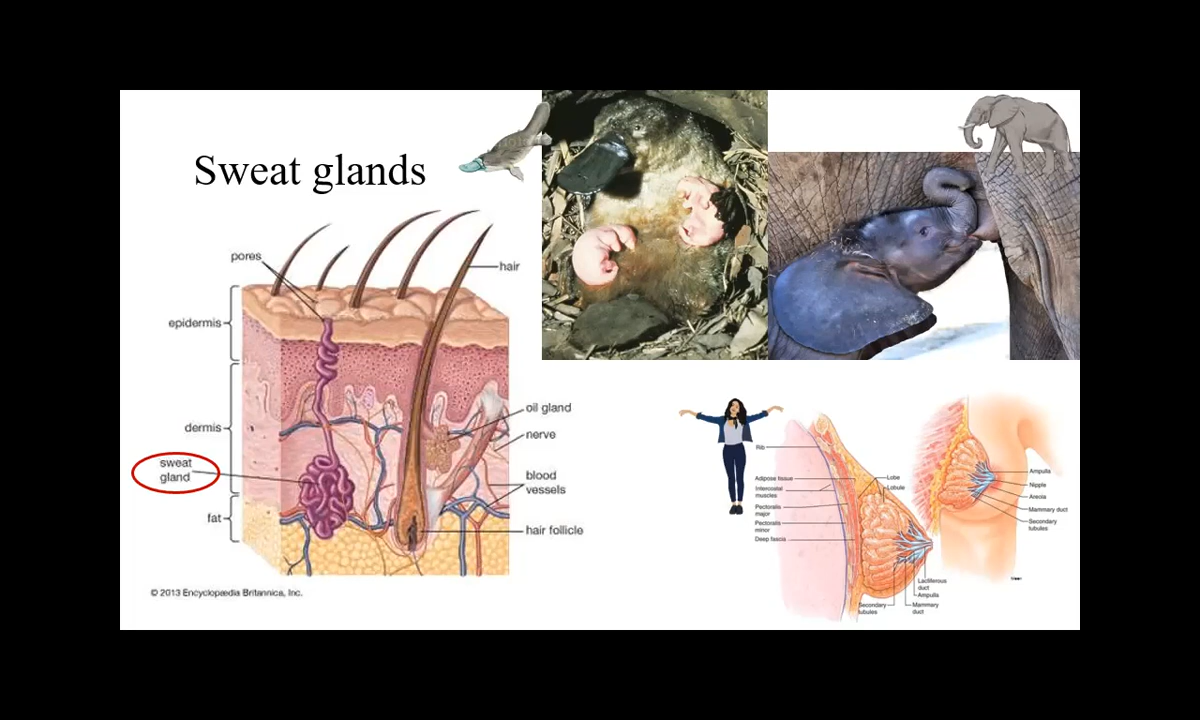 Sweat glands
pores
hair
epidermis
oil gland
dermis
nerve
sweat
gland
blood
vessels
fat
hair follicle
© 2013 Encyclopædia Britannica, Inc.
Rib
Adipose tissue
Intercostal
muscles
Pectoralis
major
Pectoralis
minor
Deep fascia
Lobe
Lobule
Lactiferous
duct
Ampulla
Secondary
tubules
Mammary
duct
Ampulla
Nipple
Areola
Mammary duct
Secondary
tubules